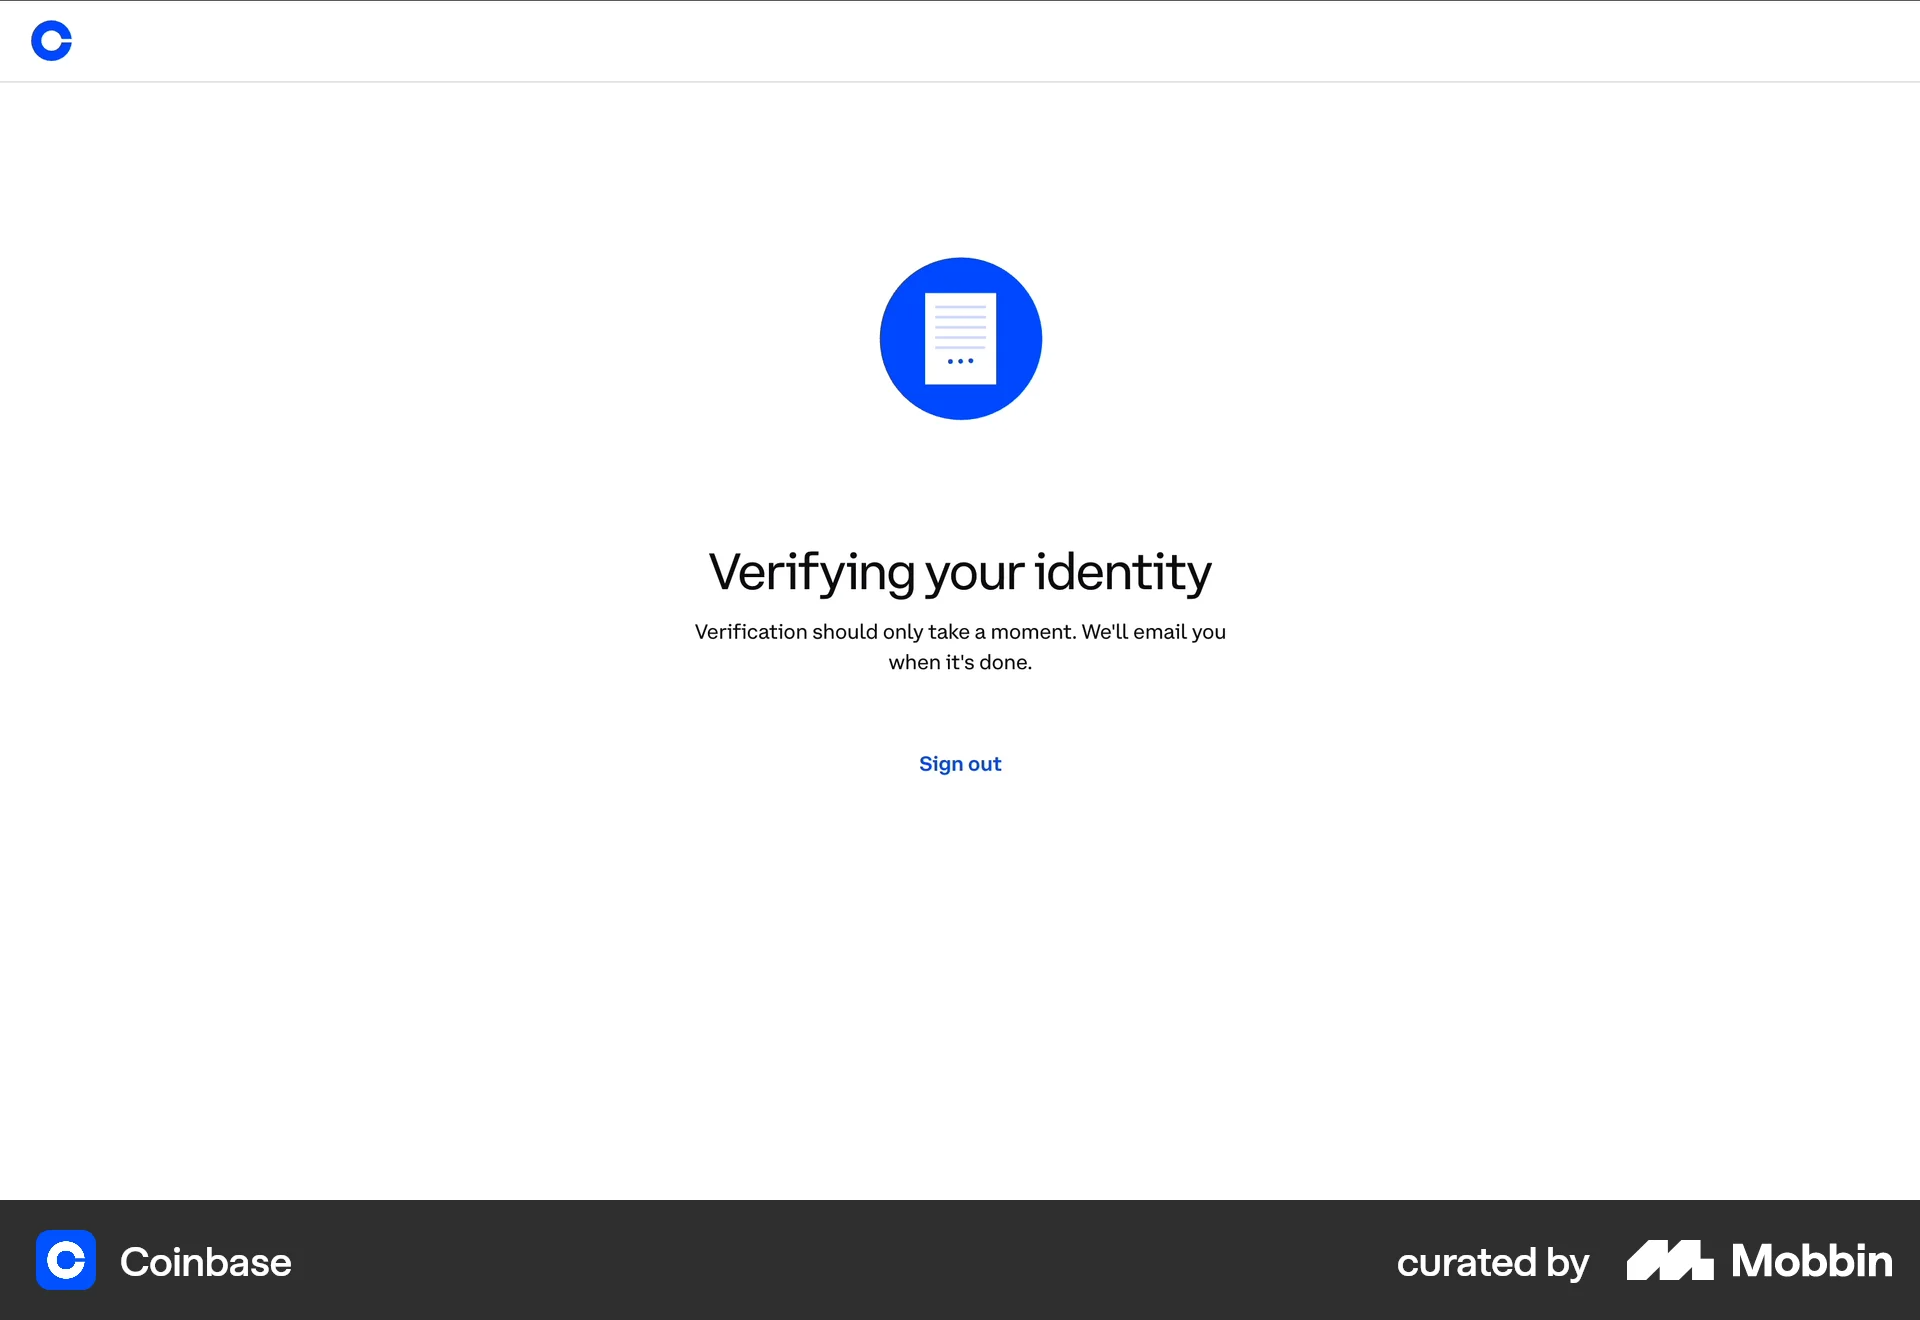 Verifying your identity
Verification should only take a moment. We'll email you
when it's done.
Sign out
Coinbase
curated by Mobbin